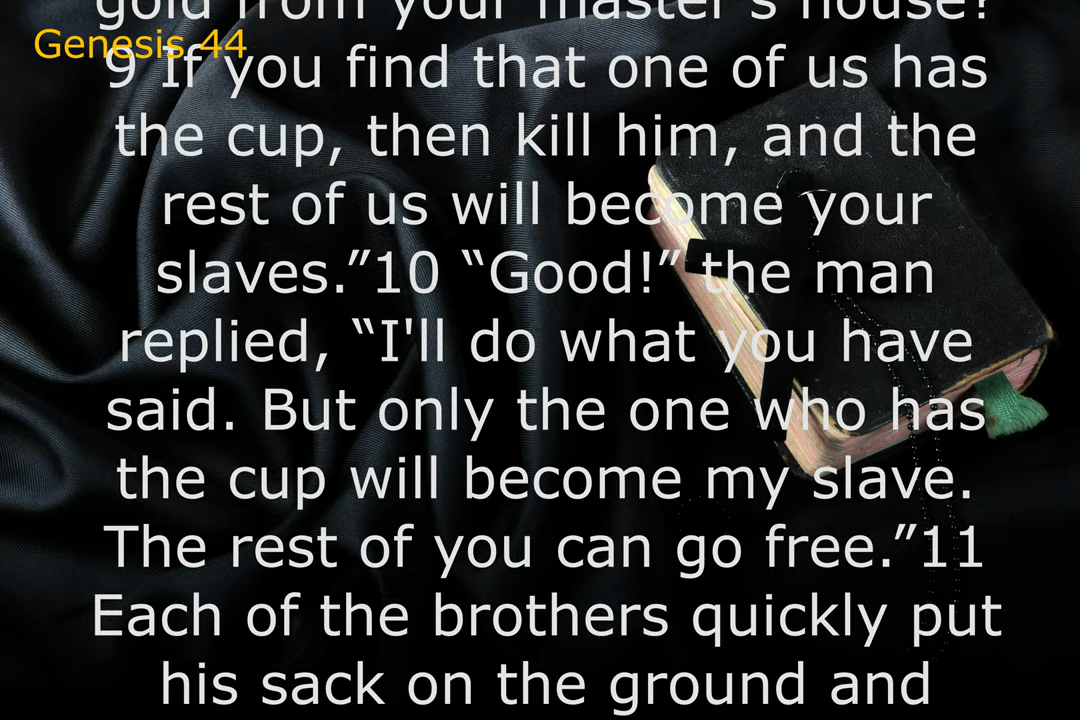 gold from your master's house?
Genesis 44
9 If you find that one of us has
the cup, then kill him, and the
rest of us will become your
slaves.”10 “Good!” the man
replied, “I'll do what you have
said. But only the one who has
the cup will become my slave.
The rest of you can go free.”11
Each of the brothers quickly put
his sack on the ground and